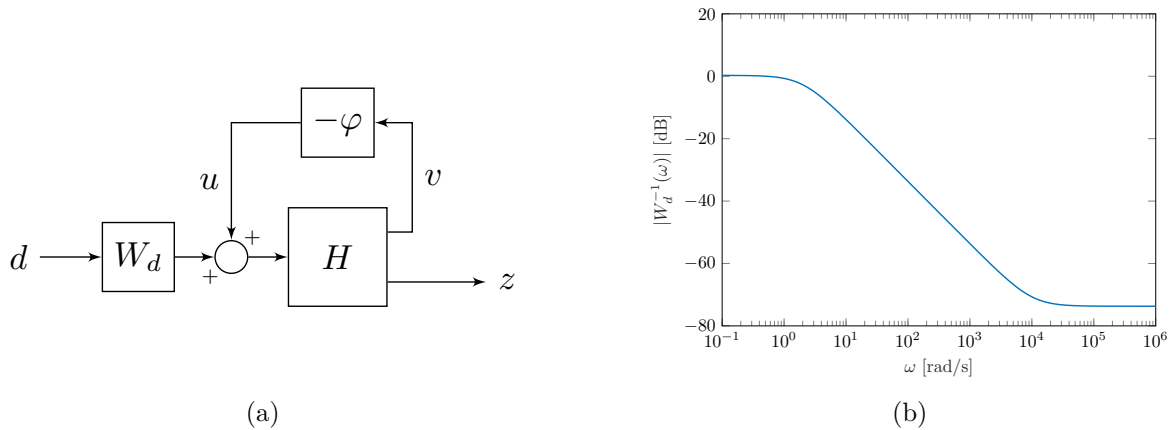 −φ
u
v
d
W_d
+
+
H
z
(a)
20
0
−20
−40
−60
−80
|W_d^{-1}(ω)| [dB]
10^{-1}
10^0
10^1
10^2
10^3
10^4
10^5
10^6
ω [rad/s]
(b)